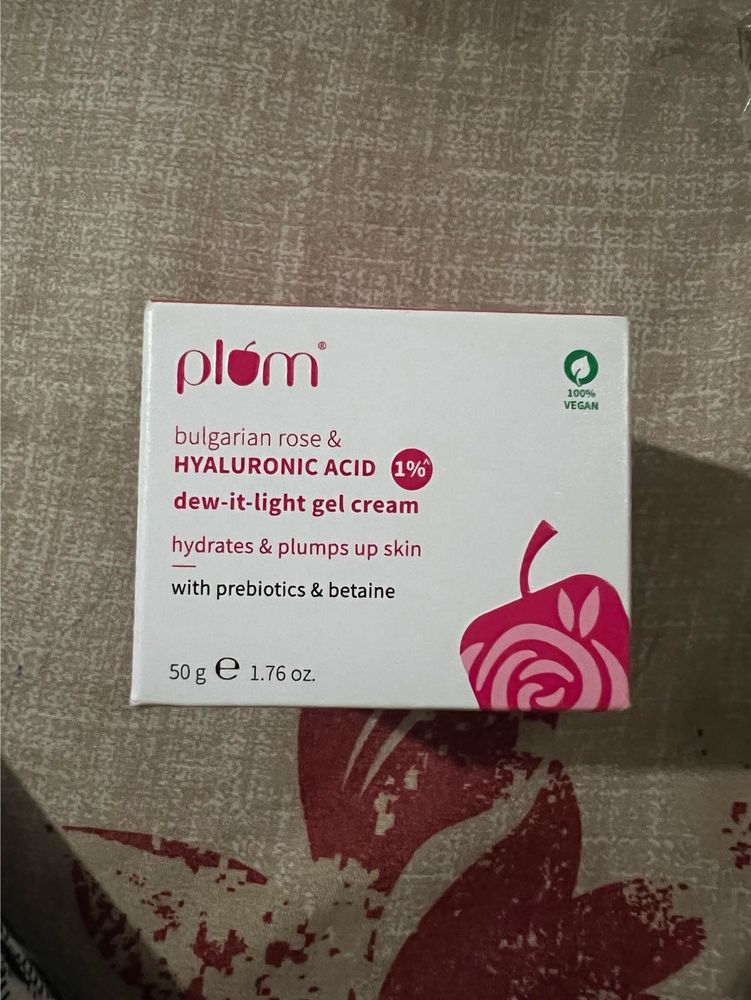 plum®
100%
VEGAN
bulgarian rose &
HYALURONIC ACID 1%^
dew-it-light gel cream
hydrates & plumps up skin
with prebiotics & betaine
50 g ℮ 1.76 oz.